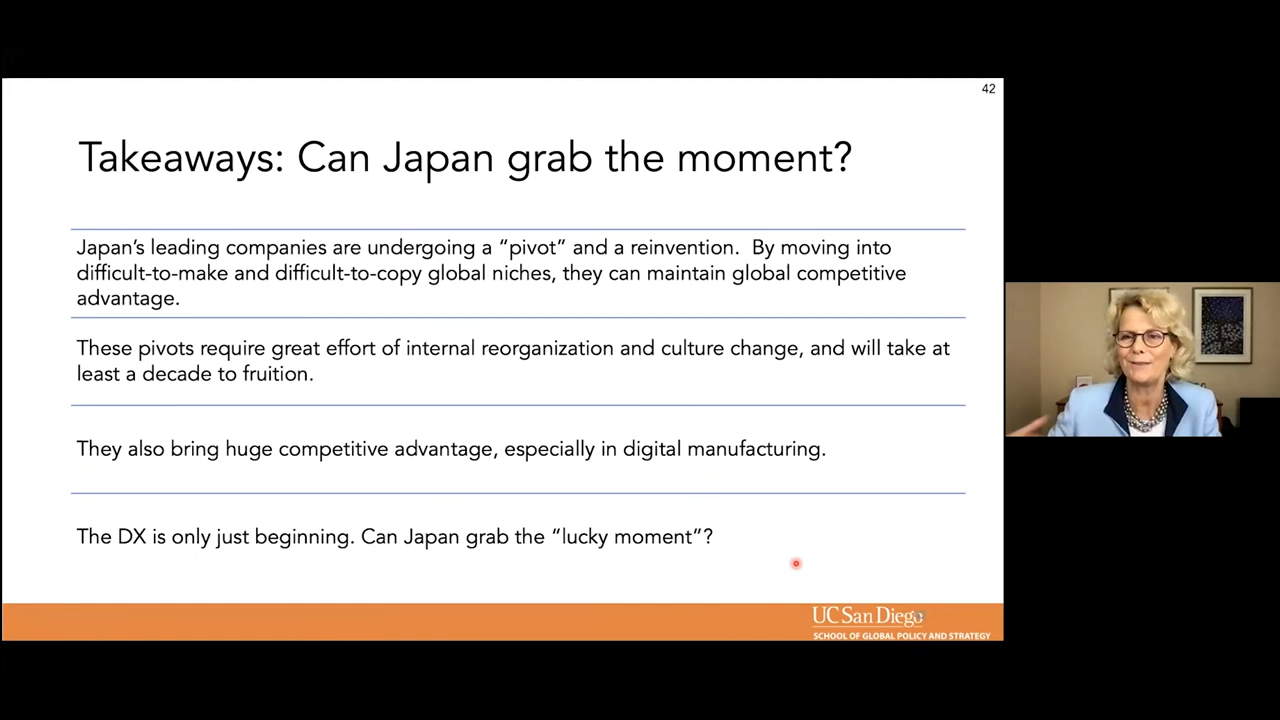 42
Takeaways: Can Japan grab the moment?
Japan’s leading companies are undergoing a “pivot” and a reinvention.  By moving into
difficult-to-make and difficult-to-copy global niches, they can maintain global competitive
advantage.
These pivots require great effort of internal reorganization and culture change, and will take at
least a decade to fruition.
They also bring huge competitive advantage, especially in digital manufacturing.
The DX is only just beginning. Can Japan grab the “lucky moment”?
UC San Diego
SCHOOL OF GLOBAL POLICY AND STRATEGY